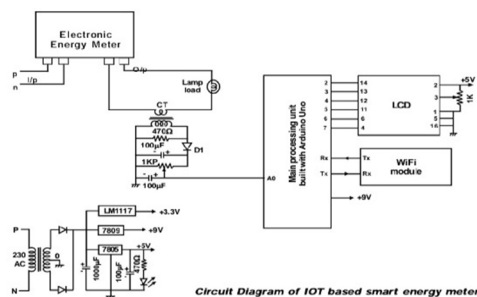 Electronic
Energy Meter
p
n
I/p
O/p
Lamp
load
CT
470Ω
100µF
D1
1KP
100µF
A0
Main processing unit
built with Arduino Uno
2
3
4
5
6
7
14
13
12
11
6
4
LCD
2
3
1
5
16
+5V
1K
Rx
Tx
Tx
Rx
WiFi
module
+9V
P
230
AC
N
0
LM1117
+3.3V
7809
+9V
7805
+5V
1000µF
100µF
470Ω
Circuit Diagram of IOT based smart energy meter